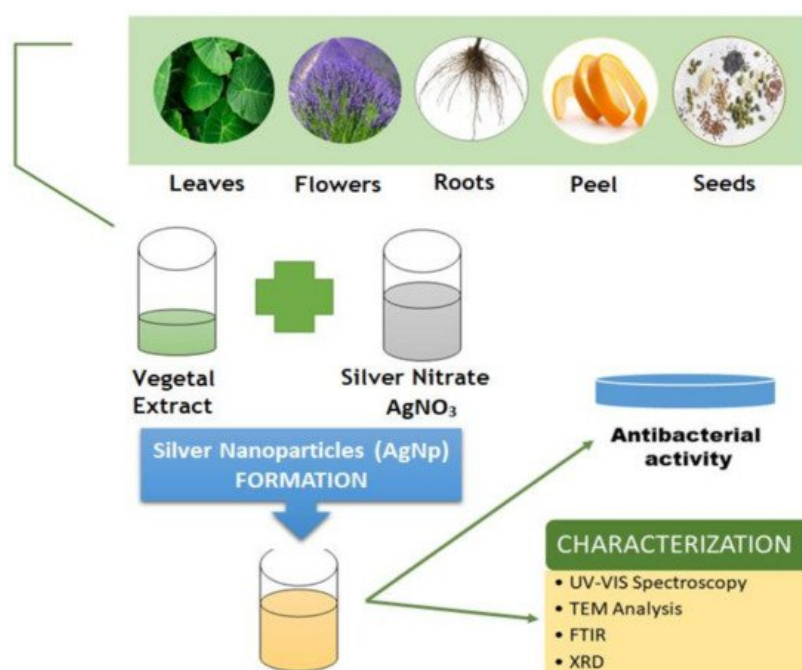 Leaves Flowers Roots Peel Seeds
Vegetal
Extract
Silver Nitrate
AgNO₃
Silver Nanoparticles (AgNp)
FORMATION
Antibacterial
activity
CHARACTERIZATION
• UV-VIS Spectroscopy
• TEM Analysis
• FTIR
• XRD